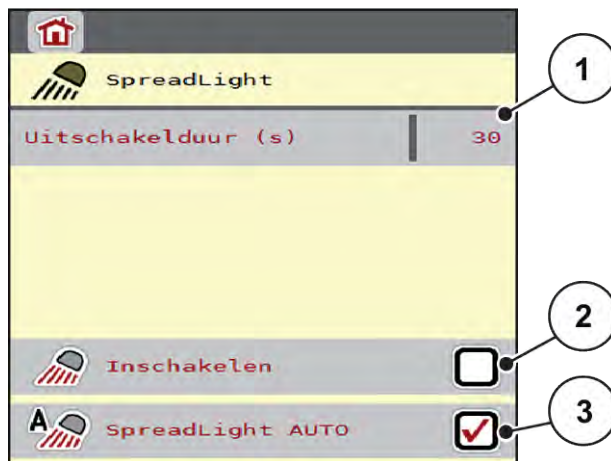 SpreadLight
1
Uitschakelduur (s) 30
2
Inschakelen
3
A SpreadLight AUTO